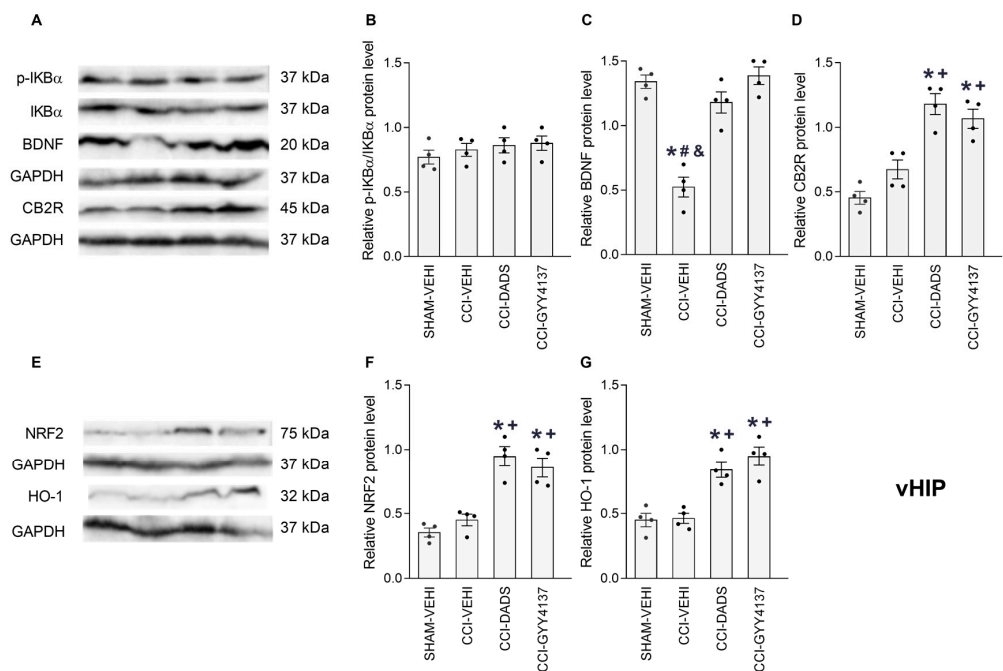 A
p-IKBα
37 kDa
IKBα
37 kDa
BDNF
20 kDa
GAPDH
37 kDa
CB2R
45 kDa
GAPDH
37 kDa
B
Relative p-IKBα/IKBα protein level
1.5
1.0
0.5
0.0
SHAM-VEHI
CCI-VEHI
CCI-DADS
CCI-GYY4137
C
Relative BDNF protein level
1.5
1.0
0.5
0.0
* # &
SHAM-VEHI
CCI-VEHI
CCI-DADS
CCI-GYY4137
D
Relative CB2R protein level
1.5
1.0
0.5
0.0
* +
* +
SHAM-VEHI
CCI-VEHI
CCI-DADS
CCI-GYY4137
E
NRF2
75 kDa
GAPDH
37 kDa
HO-1
32 kDa
GAPDH
37 kDa
F
Relative NRF2 protein level
1.5
1.0
0.5
0.0
* +
* +
SHAM-VEHI
CCI-VEHI
CCI-DADS
CCI-GYY4137
G
Relative HO-1 protein level
1.5
1.0
0.5
0.0
* +
* +
SHAM-VEHI
CCI-VEHI
CCI-DADS
CCI-GYY4137
vHIP